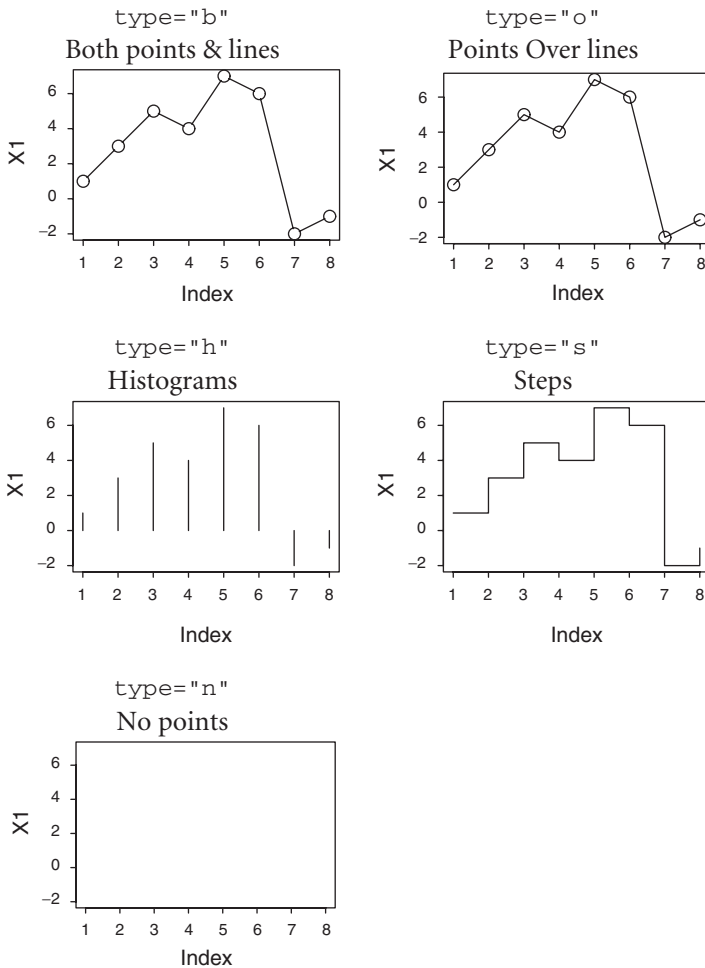 type="b"
Both points & lines
X1
6
4
2
0
−2
1 2 3 4 5 6 7 8
Index
type="o"
Points Over lines
X1
6
4
2
0
−2
1 2 3 4 5 6 7 8
Index
type="h"
Histograms
X1
6
4
2
0
−2
1 2 3 4 5 6 7 8
Index
type="s"
Steps
X1
6
4
2
0
−2
1 2 3 4 5 6 7 8
Index
type="n"
No points
X1
6
4
2
0
−2
1 2 3 4 5 6 7 8
Index